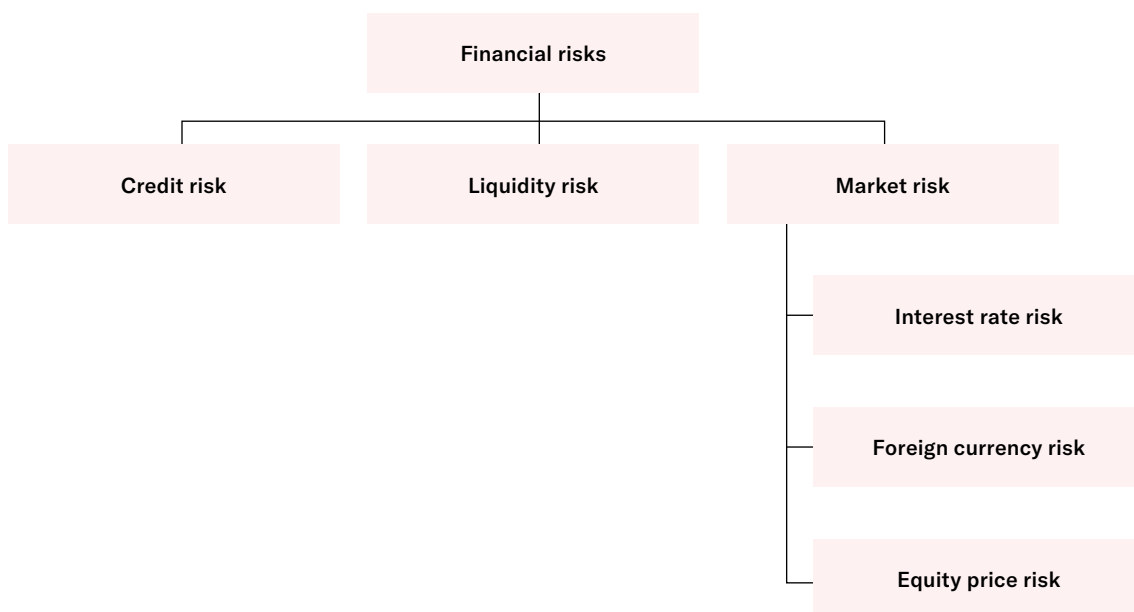 Financial risks
Credit risk
Liquidity risk
Market risk
Interest rate risk
Foreign currency risk
Equity price risk